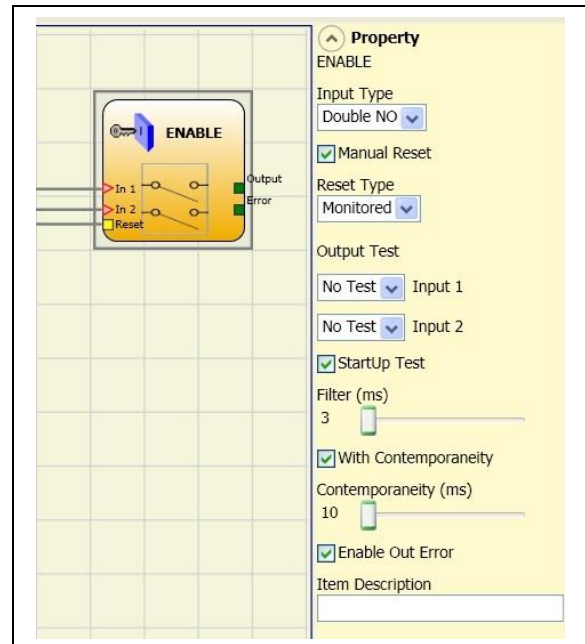 ENABLE
In 1
In 2
Reset
Output
Error
Property
ENABLE
Input Type
Double NO
Manual Reset
Reset Type
Monitored
Output Test
No Test Input 1
No Test Input 2
StartUp Test
Filter (ms)
3
With Contemporaneity
Contemporaneity (ms)
10
Enable Out Error
Item Description